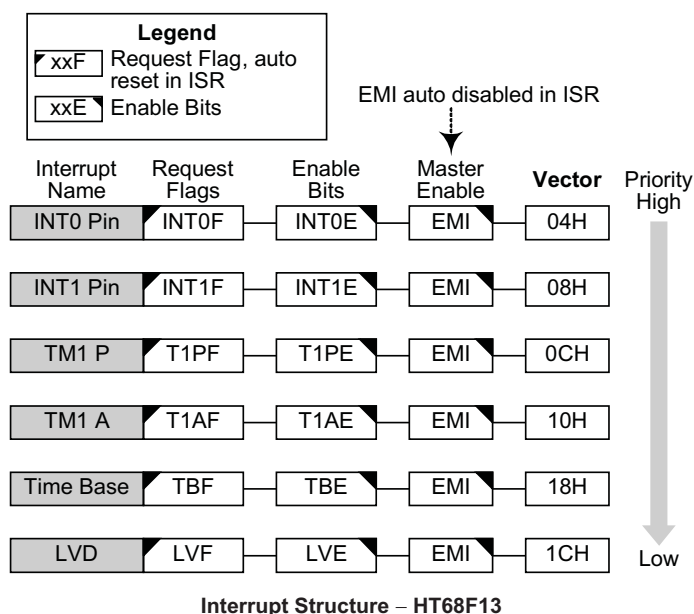 Legend
xxF Request Flag, auto
reset in ISR
xxE Enable Bits
EMI auto disabled in ISR
Interrupt Name Request Flags Enable Bits Master Enable Vector Priority High
INT0 Pin INT0F INT0E EMI 04H
INT1 Pin INT1F INT1E EMI 08H
TM1 P T1PF T1PE EMI 0CH
TM1 A T1AF T1AE EMI 10H
Time Base TBF TBE EMI 18H
LVD LVF LVE EMI 1CH Low
Interrupt Structure – HT68F13